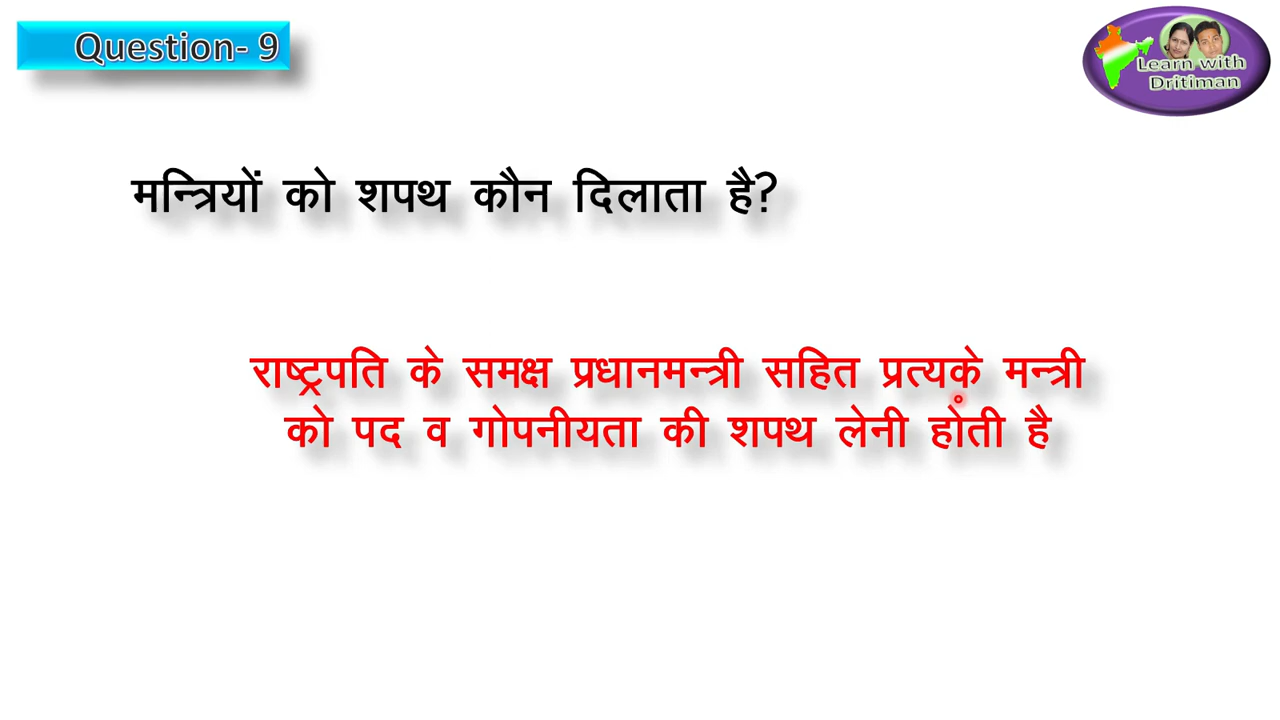 Question- 9
Learn with
Dritiman
मन्त्रियों को शपथ कौन दिलाता है?
राष्ट्रपति के समक्ष प्रधानमन्त्री सहित प्रत्यके मन्त्री
को पद व गोपनीयता की शपथ लेनी होती है